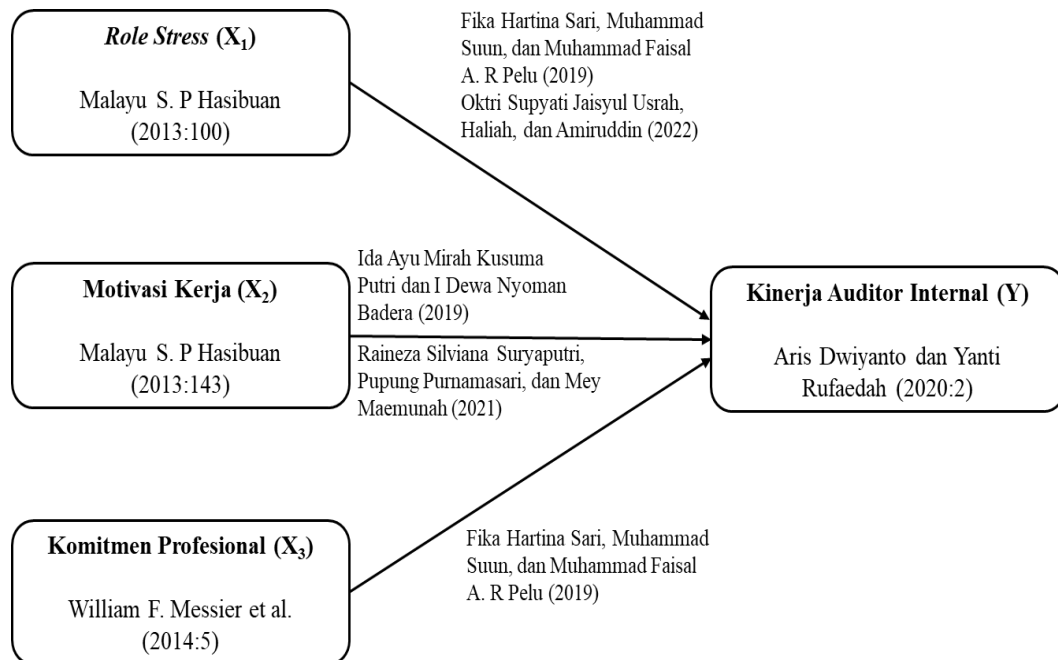 Role Stress (X₁)
Malayu S. P Hasibuan
(2013:100)
Fika Hartina Sari, Muhammad
Suun, dan Muhammad Faisal
A. R Pelu (2019)
Oktri Supyati Jaisyul Usrah,
Haliah, dan Amiruddin (2022)
Motivasi Kerja (X₂)
Malayu S. P Hasibuan
(2013:143)
Ida Ayu Mirah Kusuma
Putri dan I Dewa Nyoman
Badera (2019)
Raineza Silviana Suryaputri,
Pupung Purnamasari, dan Mey
Maemunah (2021)
Kinerja Auditor Internal (Y)
Aris Dwiyanto dan Yanti
Rufaedah (2020:2)
Komitmen Profesional (X₃)
William F. Messier et al.
(2014:5)
Fika Hartina Sari, Muhammad
Suun, dan Muhammad Faisal
A. R Pelu (2019)